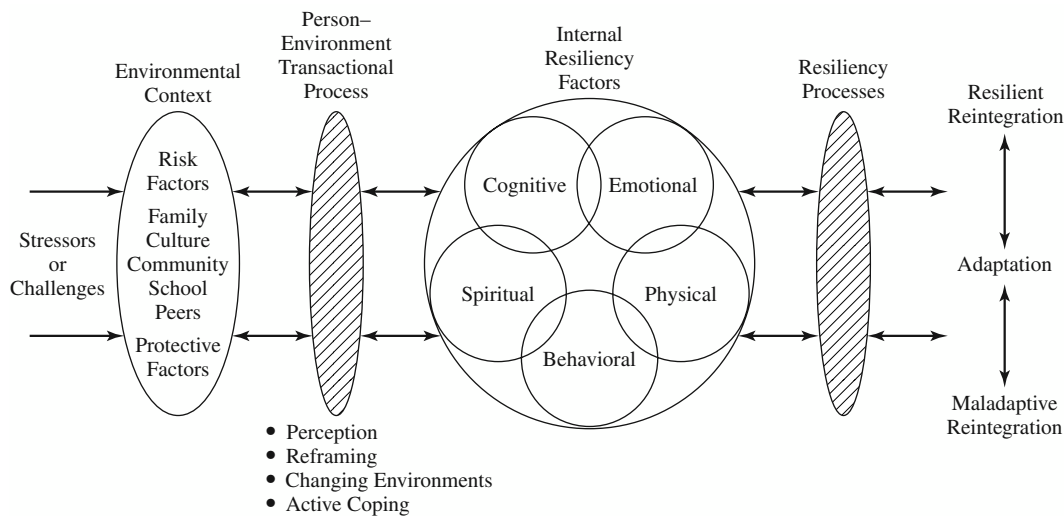 Stressors
or
Challenges
Environmental
Context
Risk
Factors
Family
Culture
Community
School
Peers
Protective
Factors
Person–
Environment
Transactional
Process
• Perception
• Reframing
• Changing Environments
• Active Coping
Internal
Resiliency
Factors
Cognitive
Emotional
Spiritual
Physical
Behavioral
Resiliency
Processes
Resilient
Reintegration
Adaptation
Maladaptive
Reintegration